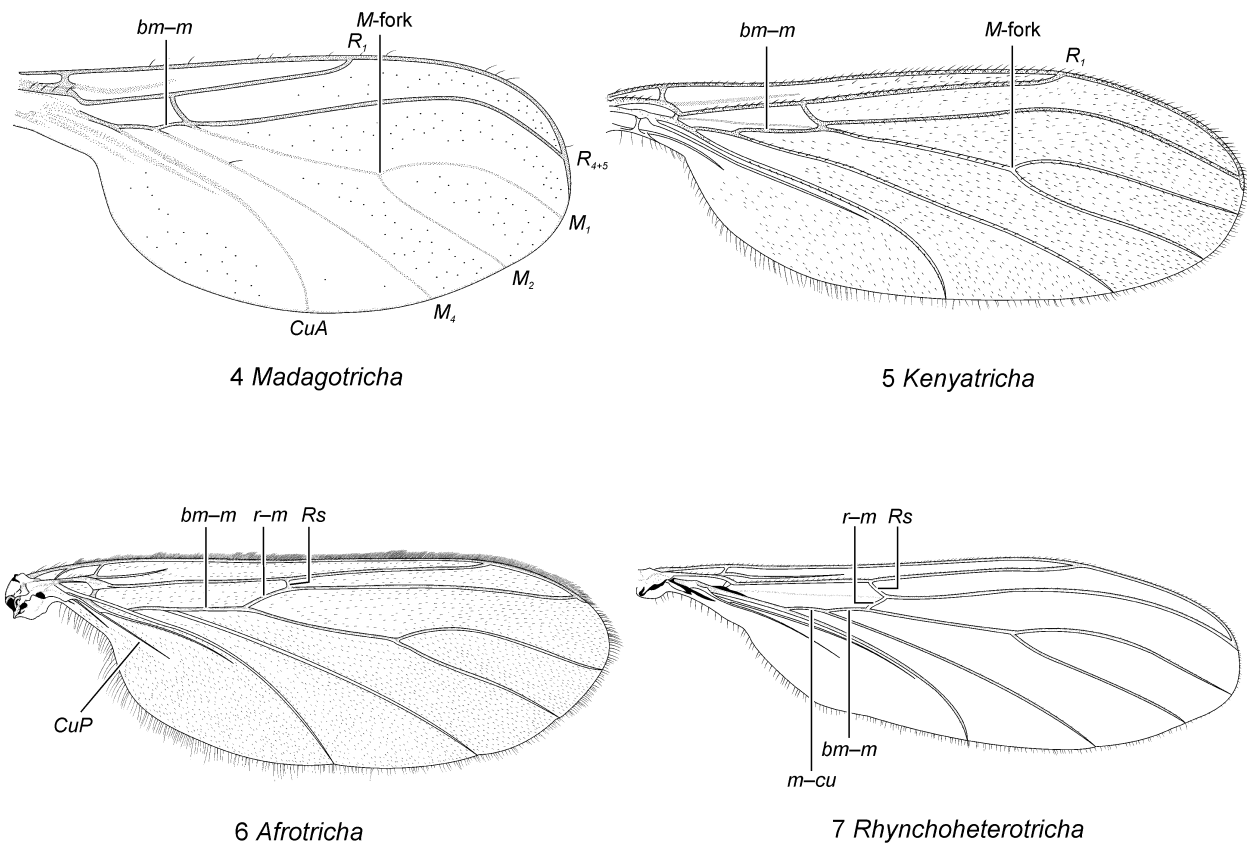 bm–m
M-fork
R1
R4+5
M1
M2
M4
CuA
4 Madagotricha
bm–m
M-fork
R1
5 Kenyatricha
bm–m r–m Rs
CuP
6 Afrotricha
r–m Rs
bm–m
m–cu
7 Rhynchoheterotricha